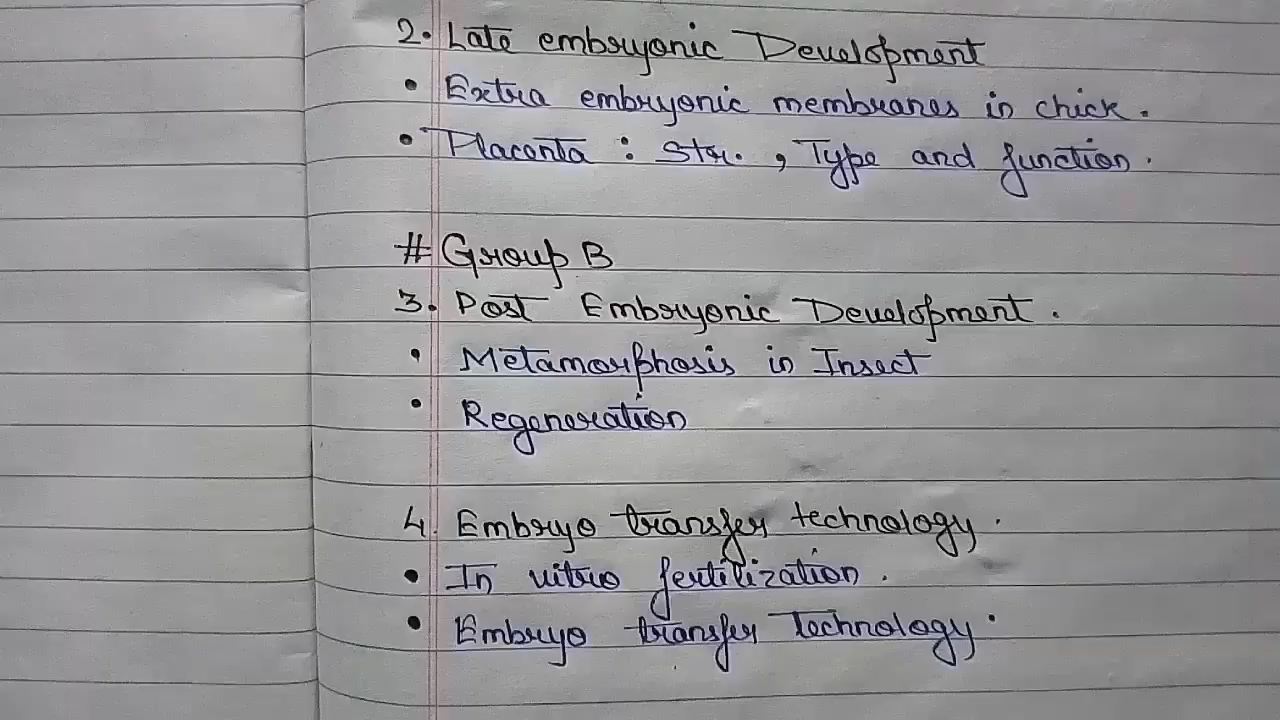 2. Late embryonic Development
• Extra embryonic membranes in chick.
• Placenta : Str. , Type and function.
# Group B
3. Post Embryonic Development.
• Metamorphosis in Insect
• Regeneration
4. Embryo transfer technology.
• In vitro fertilization.
• Embryo transfer technology.